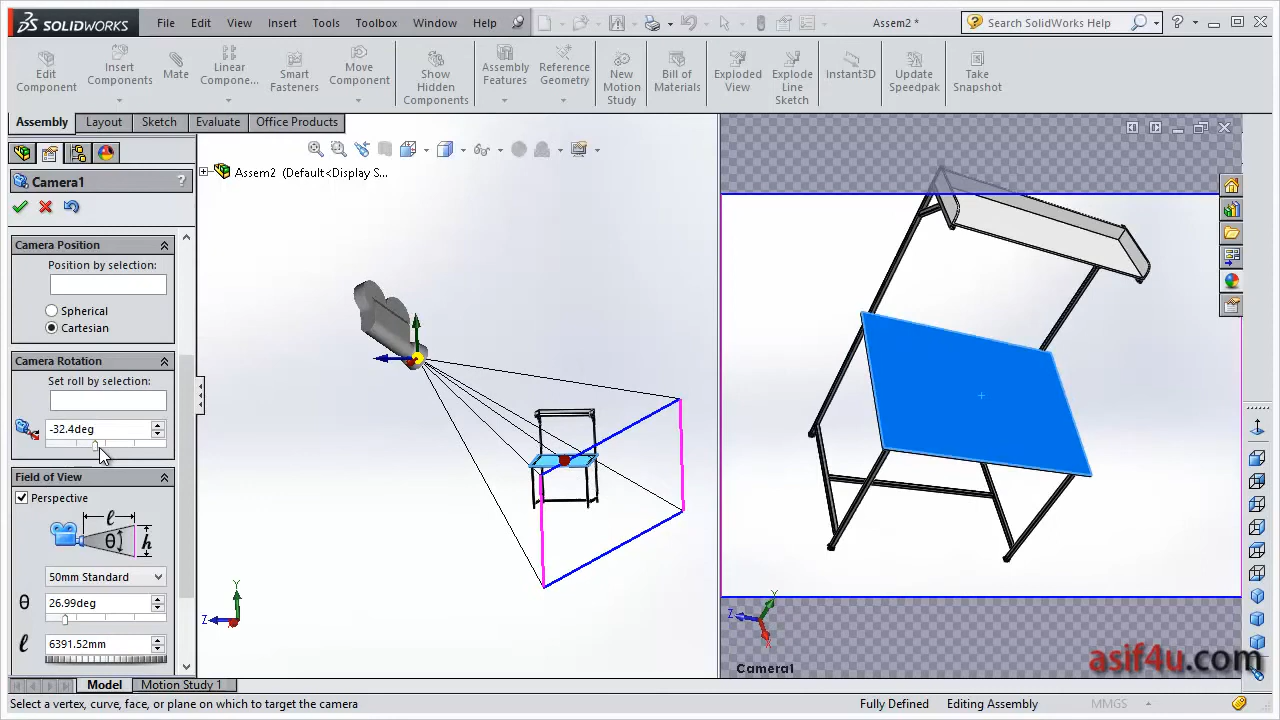 SOLIDWORKS File Edit View Insert Tools Toolbox Window Help Assem2 * Search SolidWorks Help ?
Edit Component
Insert Components
Mate
Linear Compone...
Smart Fasteners
Move Component
Show Hidden Components
Assembly Features
Reference Geometry
New Motion Study
Bill of Materials
Exploded View
Explode Line Sketch
Instant3D
Update Speedpak
Take Snapshot
Assembly Layout Sketch Evaluate Office Products
Camera1 ?
Assem2 (Default<Display S...
Camera Position
Position by selection:
Spherical
Cartesian
Camera Rotation
Set roll by selection:
-32.4deg
Field of View
Perspective
ℓ
θ h
50mm Standard
θ 26.99deg
ℓ 6391.52mm
Y
Z
Y
Z
X
Camera1
asif4u.com
Model Motion Study 1
Select a vertex, curve, face, or plane on which to target the camera Fully Defined Editing Assembly MMGS